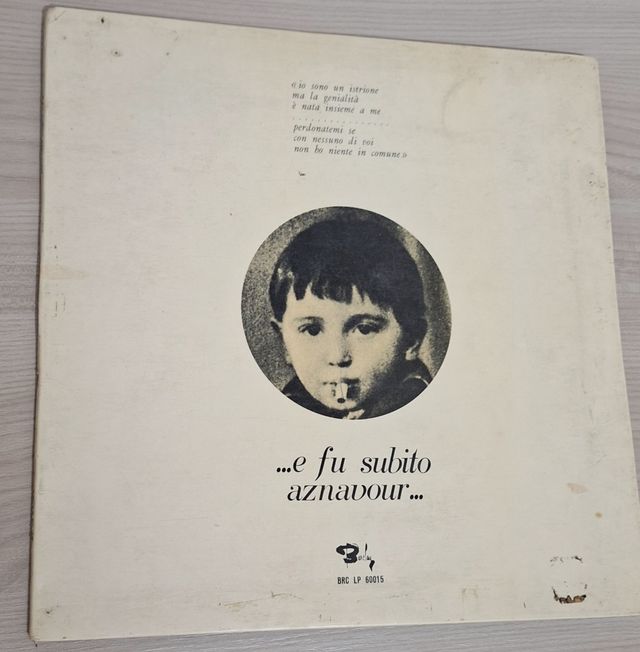 «io sono un istrione
ma la genialità
è nata insieme a me
................
perdonatemi se
con nessuno di voi
non ho niente in comune»
...e fu subito
aznavour...
Barclay
BRC LP 60015